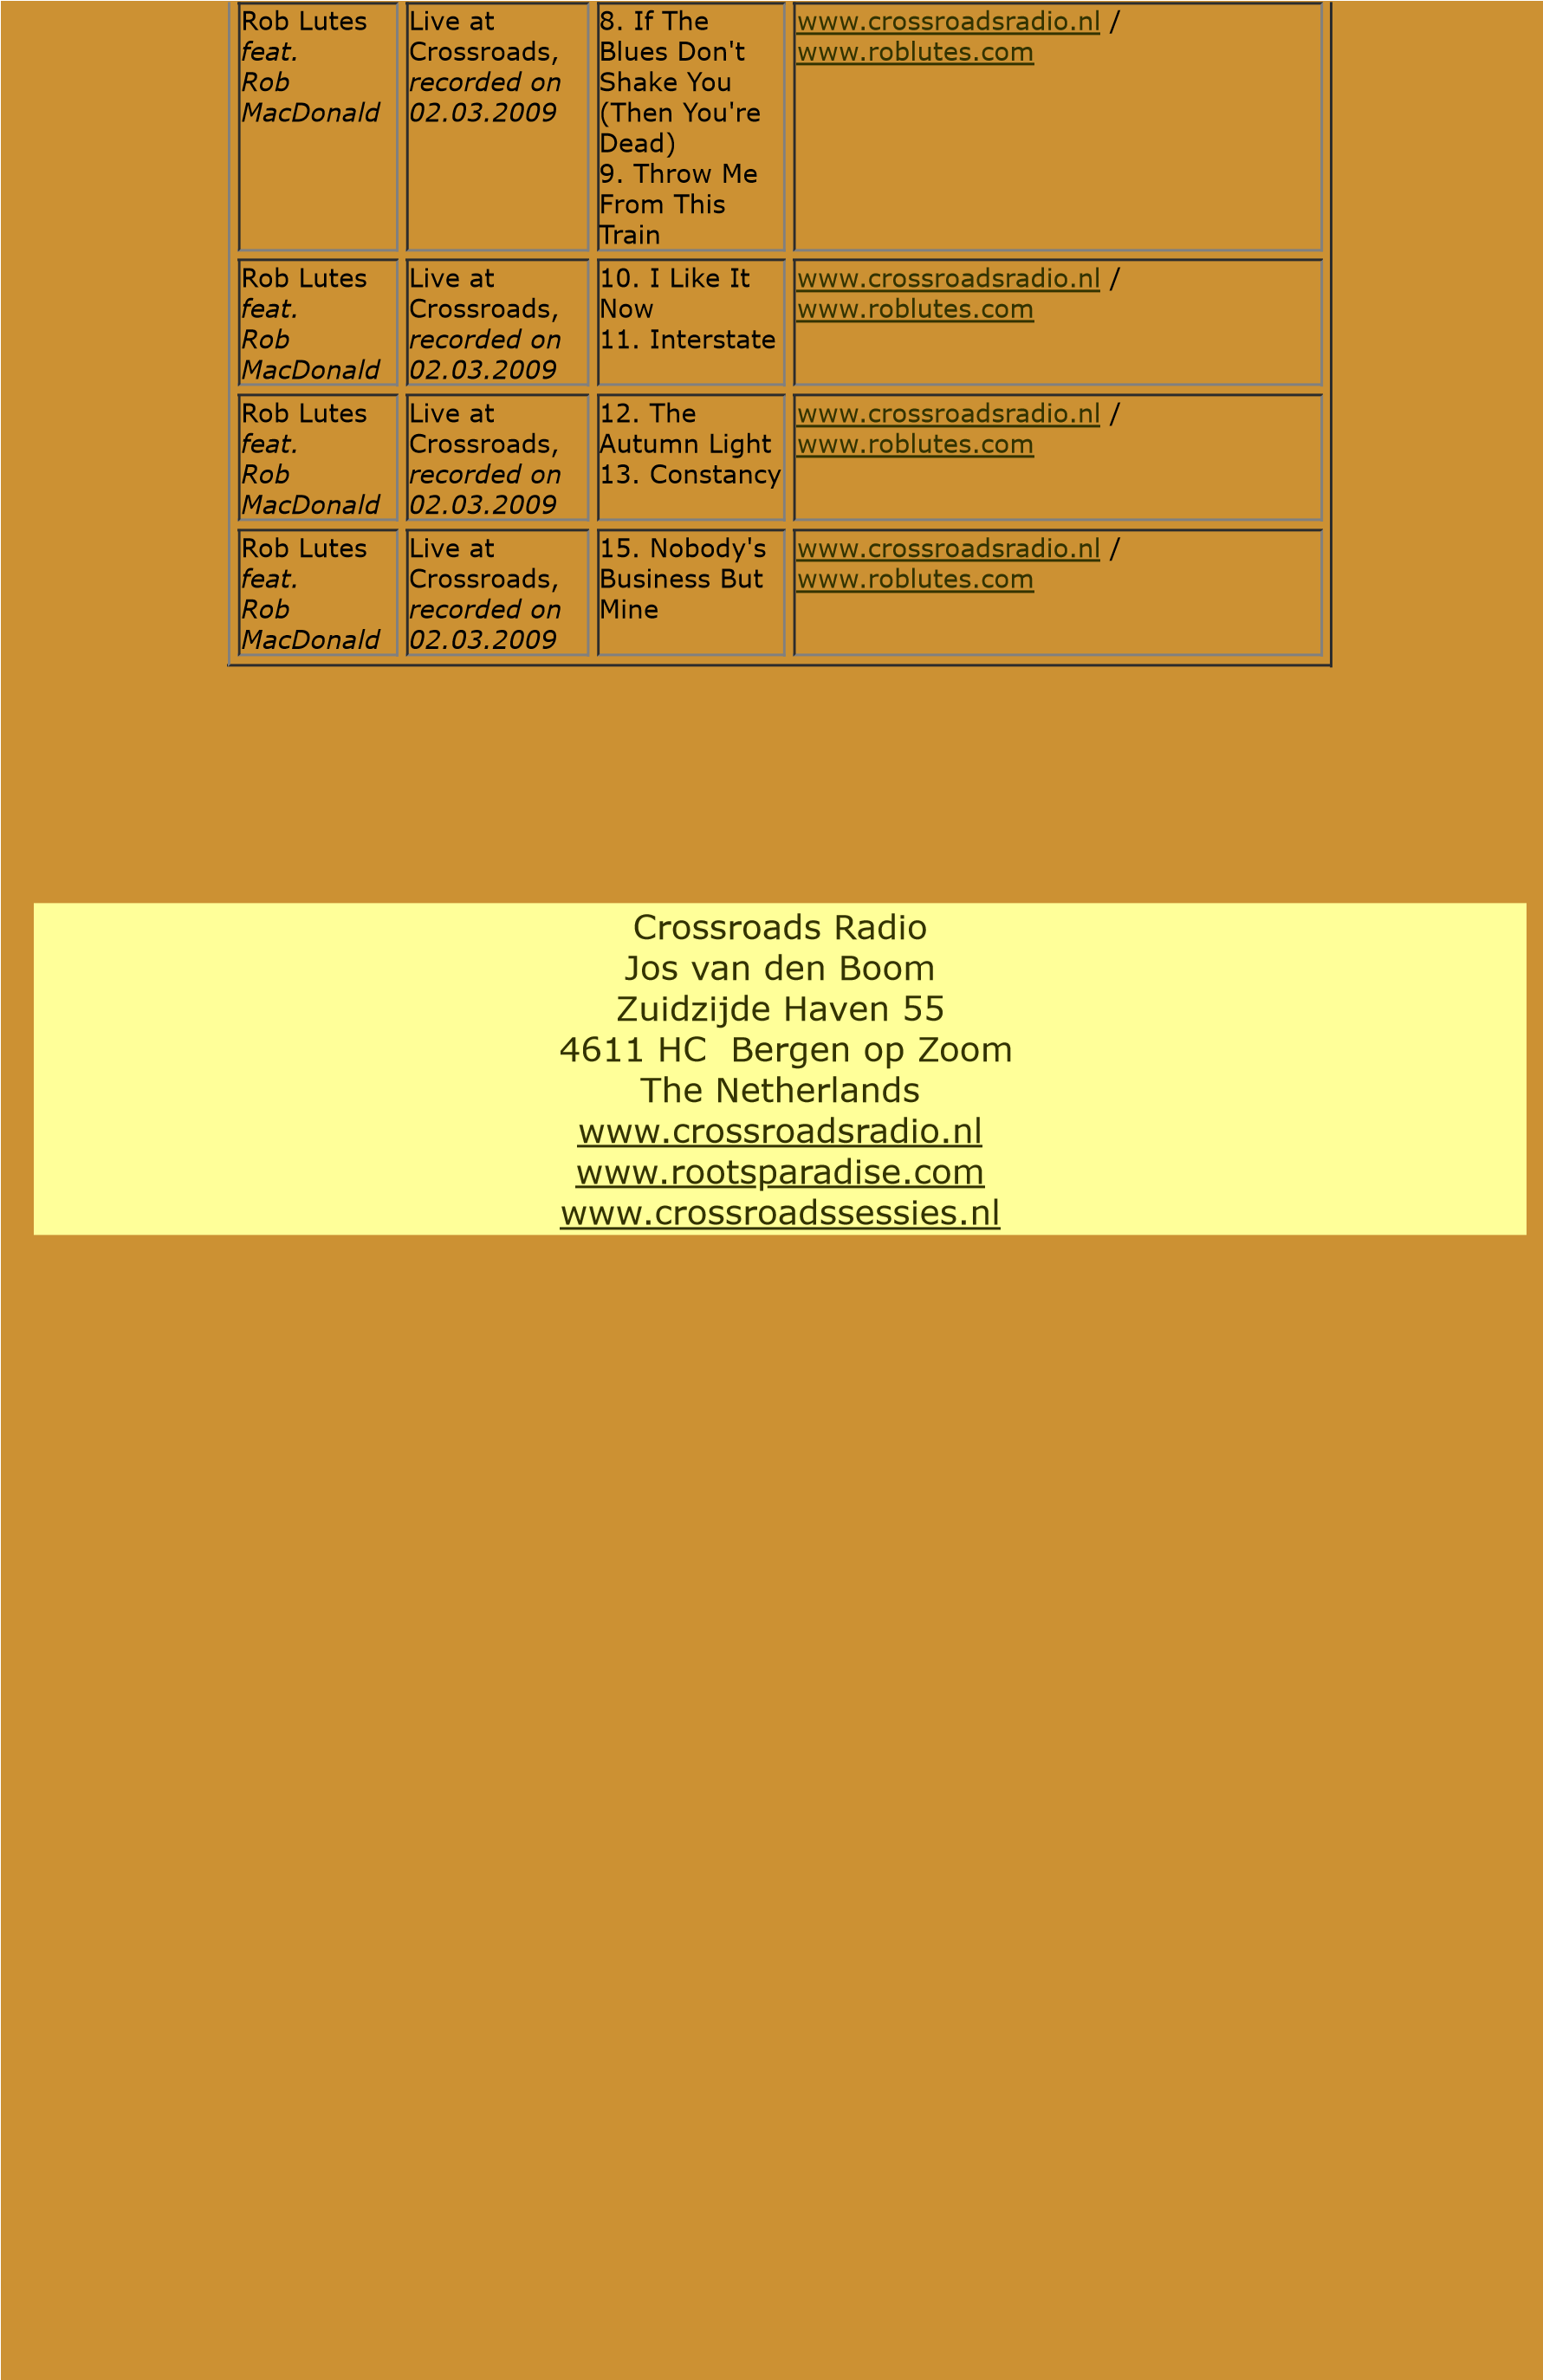 Rob Lutes
feat.
Rob
MacDonald
Live at
Crossroads,
recorded on
02.03.2009
8. If The
Blues Don't
Shake You
(Then You're
Dead)
9. Throw Me
From This
Train
www.crossroadsradio.nl /
www.roblutes.com
Rob Lutes
feat.
Rob
MacDonald
Live at
Crossroads,
recorded on
02.03.2009
10. I Like It
Now
11. Interstate
www.crossroadsradio.nl /
www.roblutes.com
Rob Lutes
feat.
Rob
MacDonald
Live at
Crossroads,
recorded on
02.03.2009
12. The
Autumn Light
13. Constancy
www.crossroadsradio.nl /
www.roblutes.com
Rob Lutes
feat.
Rob
MacDonald
Live at
Crossroads,
recorded on
02.03.2009
15. Nobody's
Business But
Mine
www.crossroadsradio.nl /
www.roblutes.com
Crossroads Radio
Jos van den Boom
Zuidzijde Haven 55
4611 HC  Bergen op Zoom
The Netherlands
www.crossroadsradio.nl
www.rootsparadise.com
www.crossroadssessies.nl